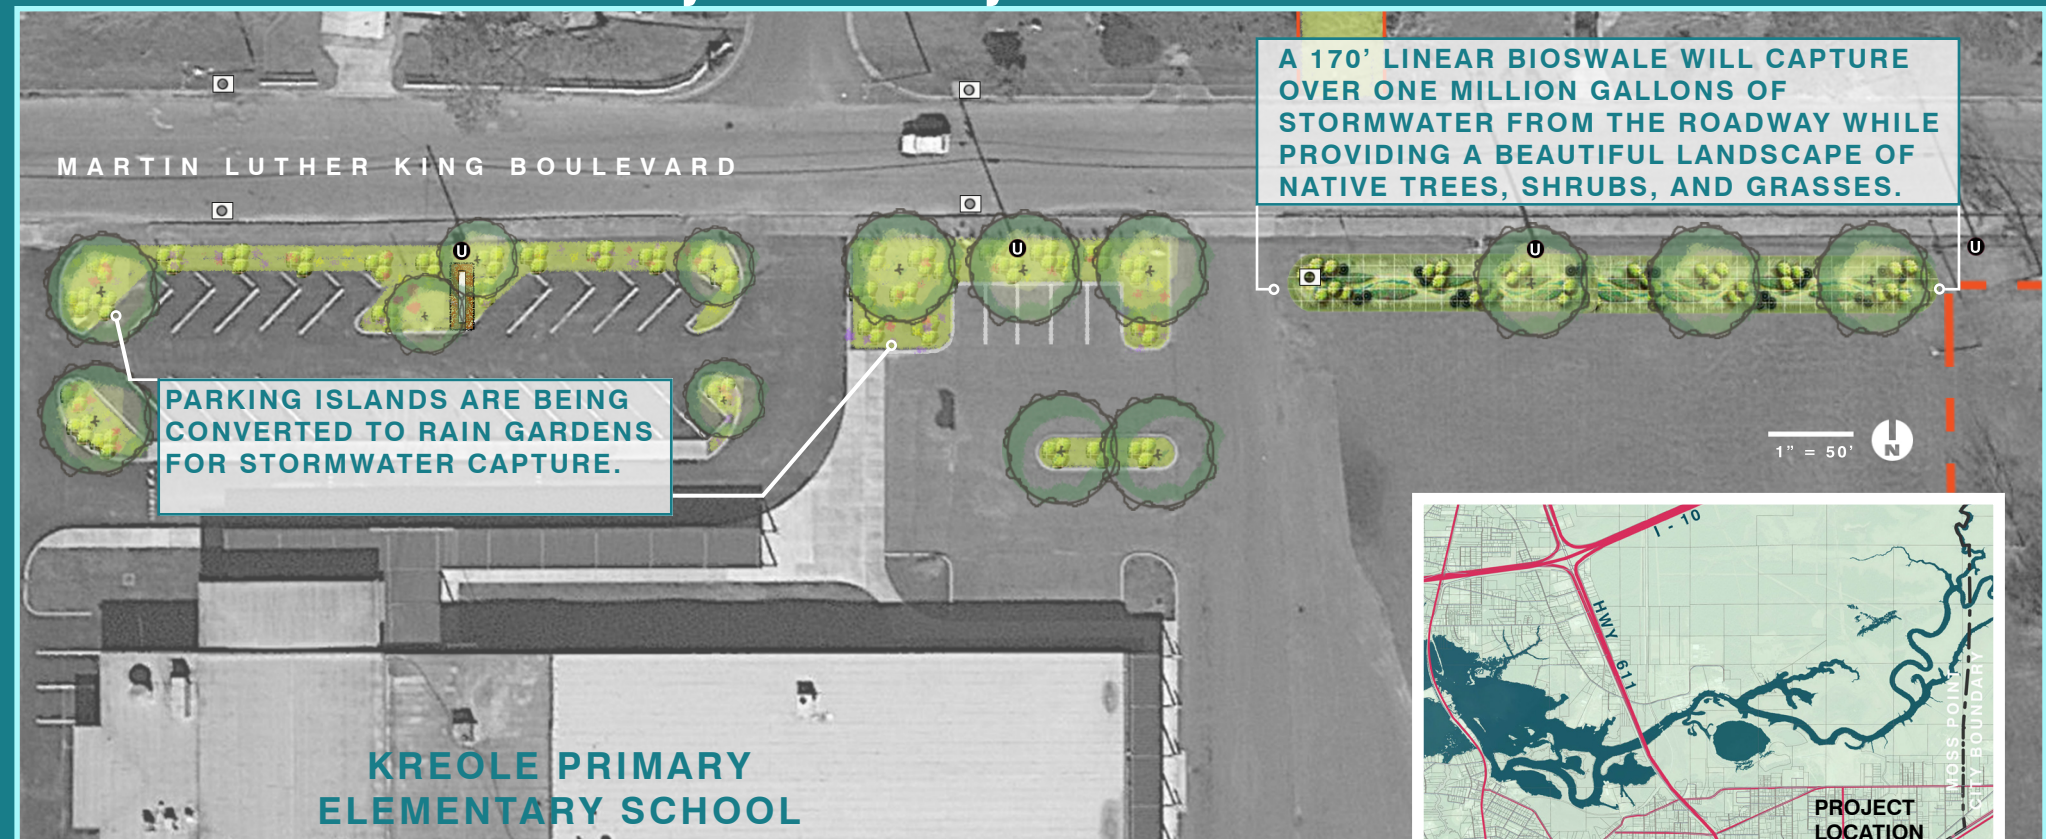 A 170’ LINEAR BIOSWALE WILL CAPTURE
OVER ONE MILLION GALLONS OF
STORMWATER FROM THE ROADWAY WHILE
PROVIDING A BEAUTIFUL LANDSCAPE OF
NATIVE TREES, SHRUBS, AND GRASSES.
MARTIN LUTHER KING BOULEVARD
U
U
U
U
PARKING ISLANDS ARE BEING
CONVERTED TO RAIN GARDENS
FOR STORMWATER CAPTURE.
1” = 50’
N
I - 10
HWY 611
MOSS POINT
CITY BOUNDARY
KREOLE PRIMARY
ELEMENTARY SCHOOL
PROJECT
LOCATION